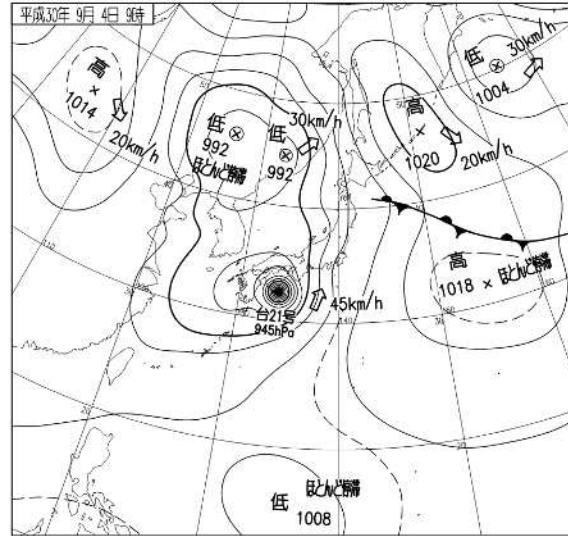 平成30年 9月 4日 9時
低
30km/h
1004
高
1014
20km/h
低
992
ほとんど停滞
低
992
30km/h
高
1020
20km/h
高
1018
ほとんど停滞
台21号
945hPa
45km/h
140
低
1008
ほとんど停滞